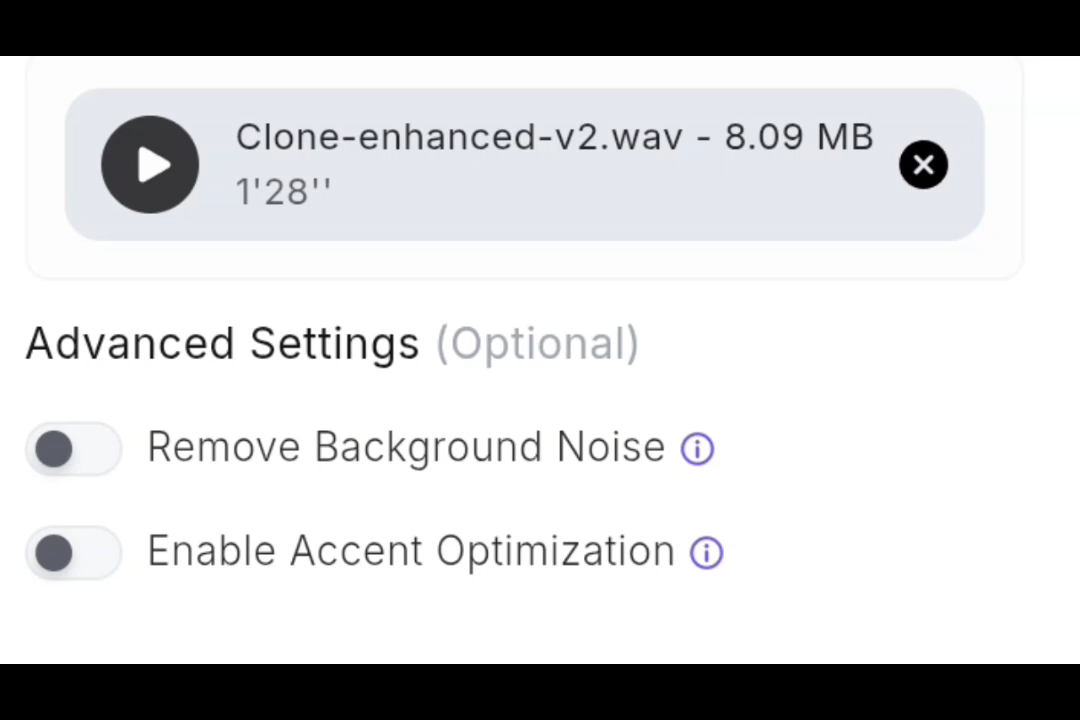 Clone-enhanced-v2.wav - 8.09 MB
1'28''
Advanced Settings (Optional)
Remove Background Noise
Enable Accent Optimization